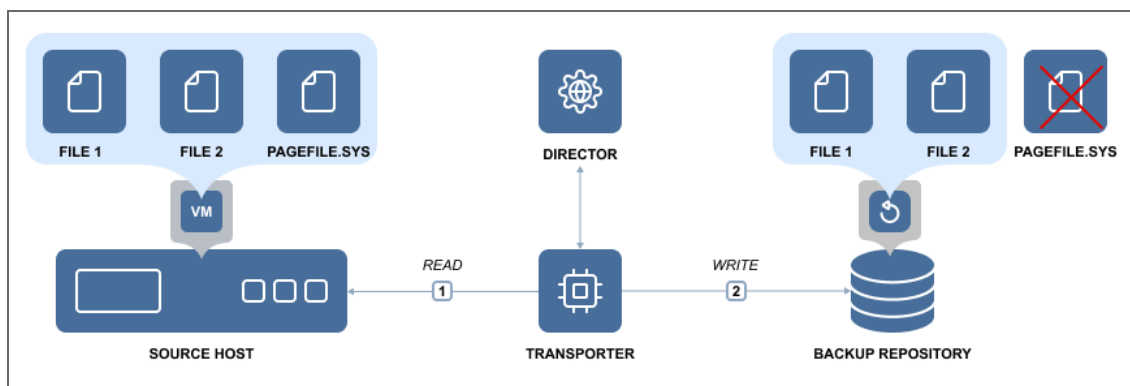 FILE 1
FILE 2
PAGEFILE.SYS
VM
SOURCE HOST
READ
1
DIRECTOR
TRANSPORTER
WRITE
2
FILE 1
FILE 2
PAGEFILE.SYS
BACKUP REPOSITORY